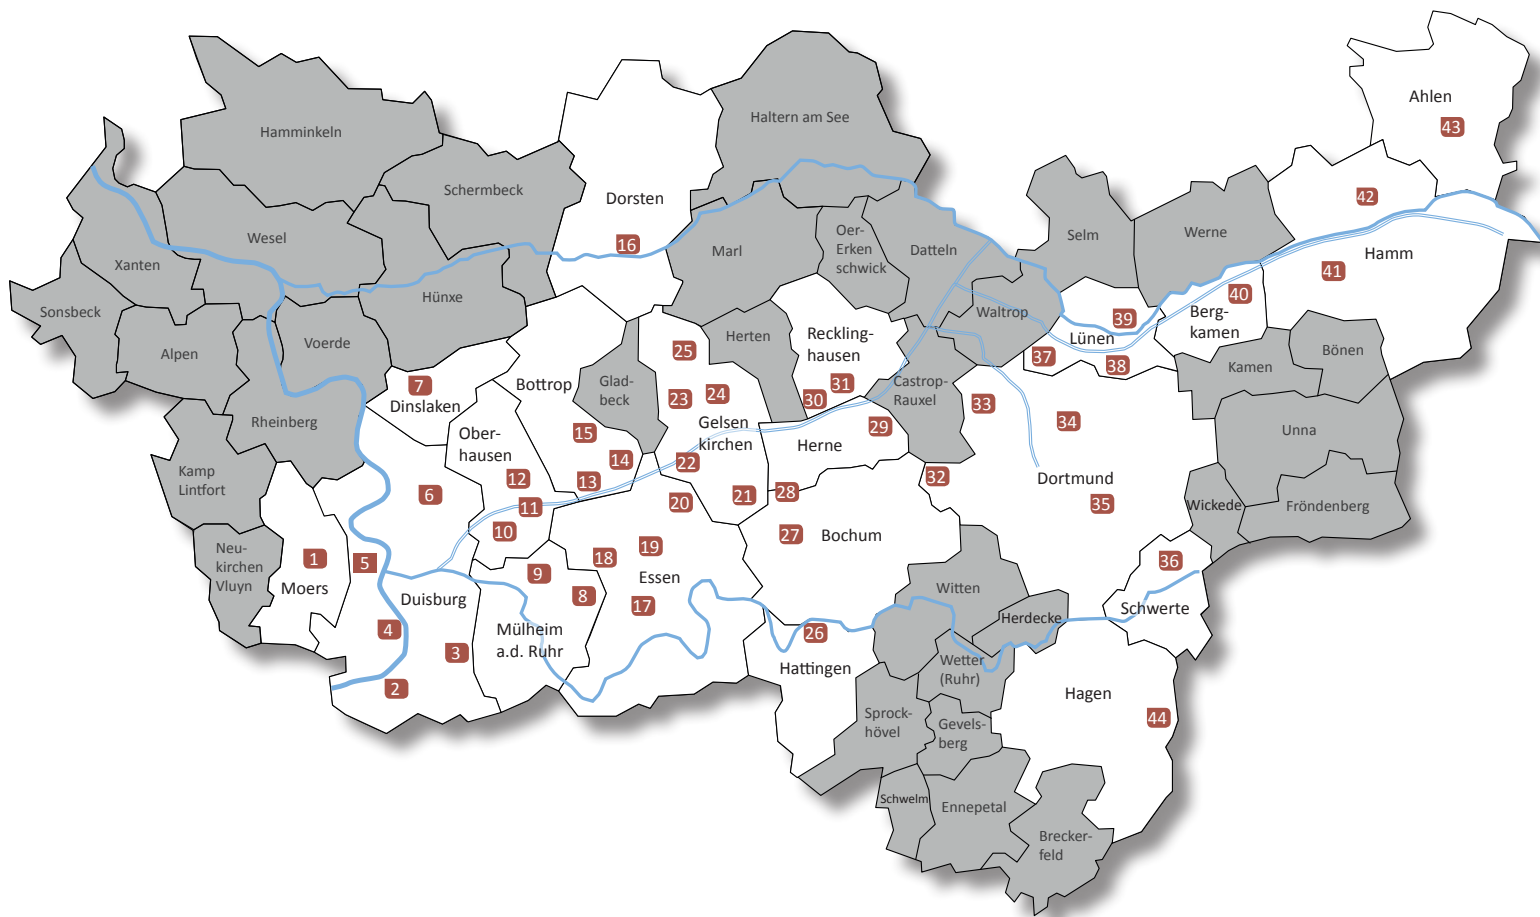 Ahlen
43
Hamminkeln
Haltern am See
Schermbeck
Dorsten
42
16
Wesel
Marl
Oer-
Erken
schwick
Datteln
Selm
Werne
Hamm
41
Xanten
Hünxe
40
Sonsbeck
Voerde
Alpen
Herten
Reckling-
hausen
Waltrop
39
Lünen
Berg-
kamen
37
38
Bönen
Kamen
25
7
Dinslaken
Bottrop
Glad-
beck
23
24
30
31
Castrop-
Rauxel
33
34
Rheinberg
Gelsen
kirchen
29
Unna
Ober-
hausen
15
Herne
Kamp
Lintfort
14
22
12
13
32
Dortmund
6
21
28
20
35
Wickede
Fröndenberg
11
10
27
Bochum
Neu-
kirchen
Vluyn
1
5
18
19
36
9
Essen
Moers
8
Witten
Duisburg
17
Schwerte
Herdecke
4
Mülheim
a.d. Ruhr
26
3
Hattingen
Wetter
(Ruhr)
2
Hagen
44
Sprock-
hövel
Gevels-
berg
Schwelm
Ennepetal
Brecker-
feld